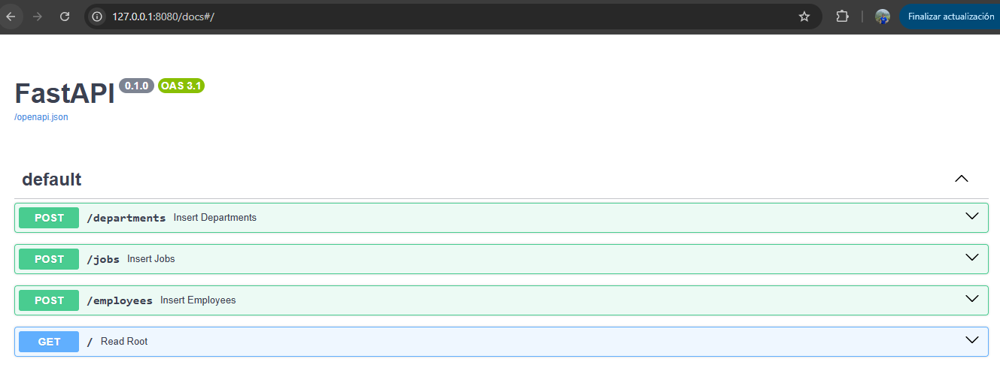 127.0.0.1:8080/docs#/
Finalizar actualización
FastAPI 0.1.0 OAS 3.1
/openapi.json
default
POST /departments Insert Departments
POST /jobs Insert Jobs
POST /employees Insert Employees
GET / Read Root